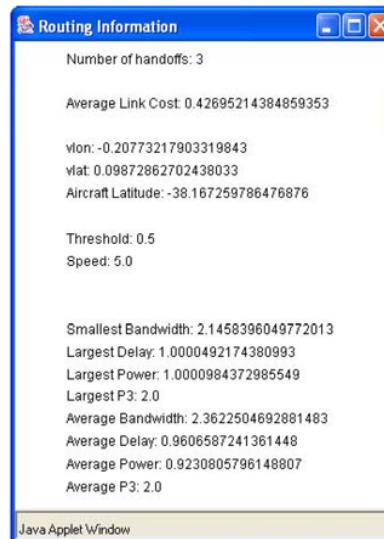 Routing Information
Number of handoffs: 3
Average Link Cost: 0.42695214384859353
vlon: -0.20773217903319843
vlat: 0.09872862702438033
Aircraft Latitude: -38.167259786476876
Threshold: 0.5
Speed: 5.0
Smallest Bandwidth: 2.1458396049772013
Largest Delay: 1.0000492174380993
Largest Power: 1.0000984372985549
Largest P3: 2.0
Average Bandwidth: 2.3622504692881483
Average Delay: 0.9606587241361448
Average Power: 0.9230805796148807
Average P3: 2.0
Java Applet Window